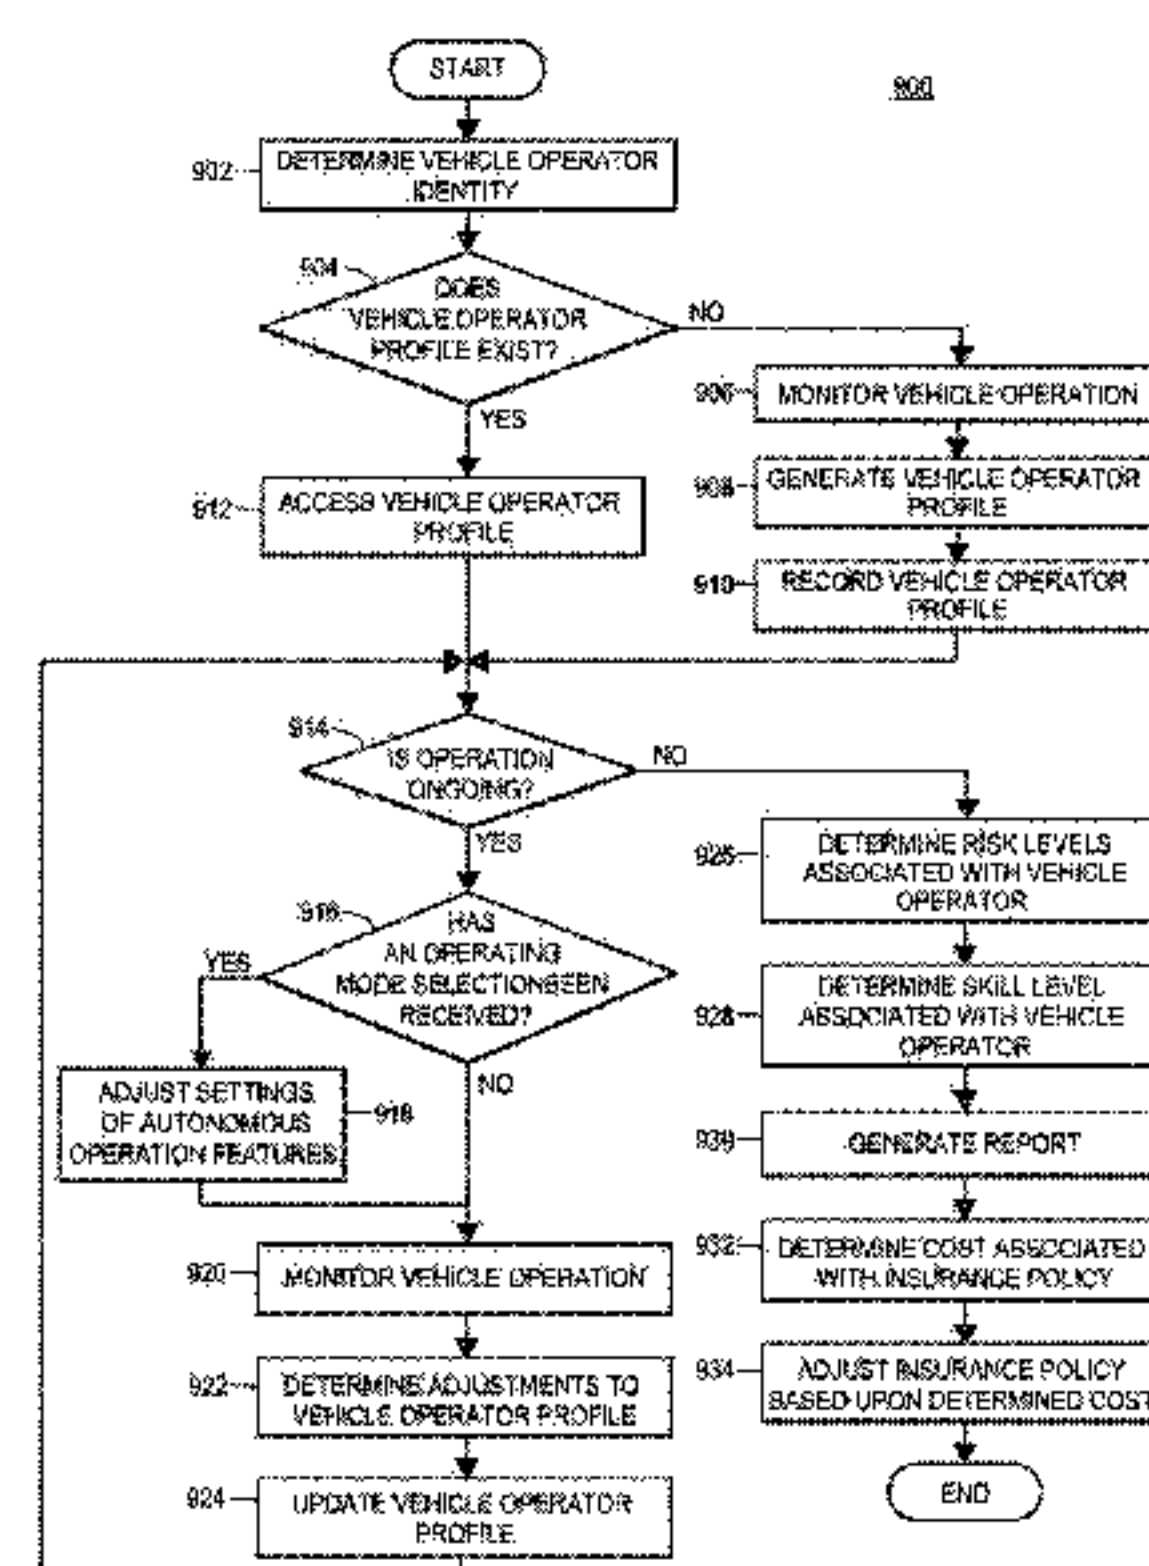 START
900
902
DETERMINE VEHICLE OPERATOR
IDENTITY
904
DOES
VEHICLE OPERATOR
PROFILE EXIST?
NO
YES
906
MONITOR VEHICLE OPERATION
908
GENERATE VEHICLE OPERATOR
PROFILE
910
RECORD VEHICLE OPERATOR
PROFILE
912
ACCESS VEHICLE OPERATOR
PROFILE
914
IS OPERATION
ONGOING?
NO
YES
916
HAS
AN OPERATING
MODE SELECTION BEEN
RECEIVED?
YES
NO
ADJUST SETTINGS
OF AUTONOMOUS
OPERATION FEATURES
918
920
MONITOR VEHICLE OPERATION
922
DETERMINE ADJUSTMENTS TO
VEHICLE OPERATOR PROFILE
924
UPDATE VEHICLE OPERATOR
PROFILE
926
DETERMINE RISK LEVELS
ASSOCIATED WITH VEHICLE
OPERATOR
928
DETERMINE SKILL LEVEL
ASSOCIATED WITH VEHICLE
OPERATOR
930
GENERATE REPORT
932
DETERMINE COST ASSOCIATED
WITH INSURANCE POLICY
934
ADJUST INSURANCE POLICY
BASED UPON DETERMINED COST
END